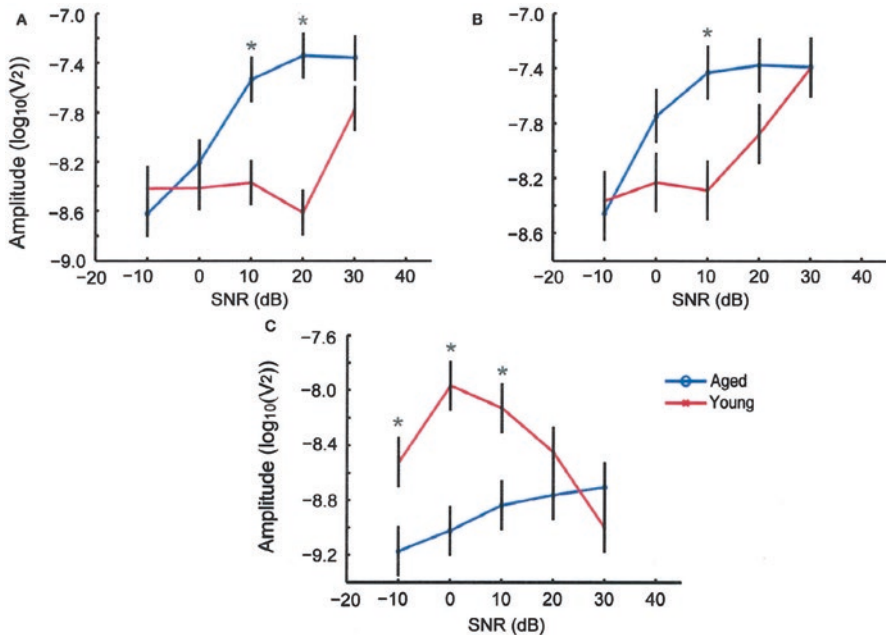 A
*
*
Amplitude (log10(V2))
-7.0
-7.4
-7.8
-8.2
-8.6
-9.0
-20 -10 0 10 20 30 40
SNR (dB)
B
*
-7.0
-7.4
-7.8
-8.2
-8.6
-20 -10 0 10 20 30 40
SNR (dB)
C
*
*
*
Amplitude (log10(V2))
-7.6
-8.0
-8.4
-8.8
-9.2
-20 -10 0 10 20 30 40
SNR (dB)
Aged
Young